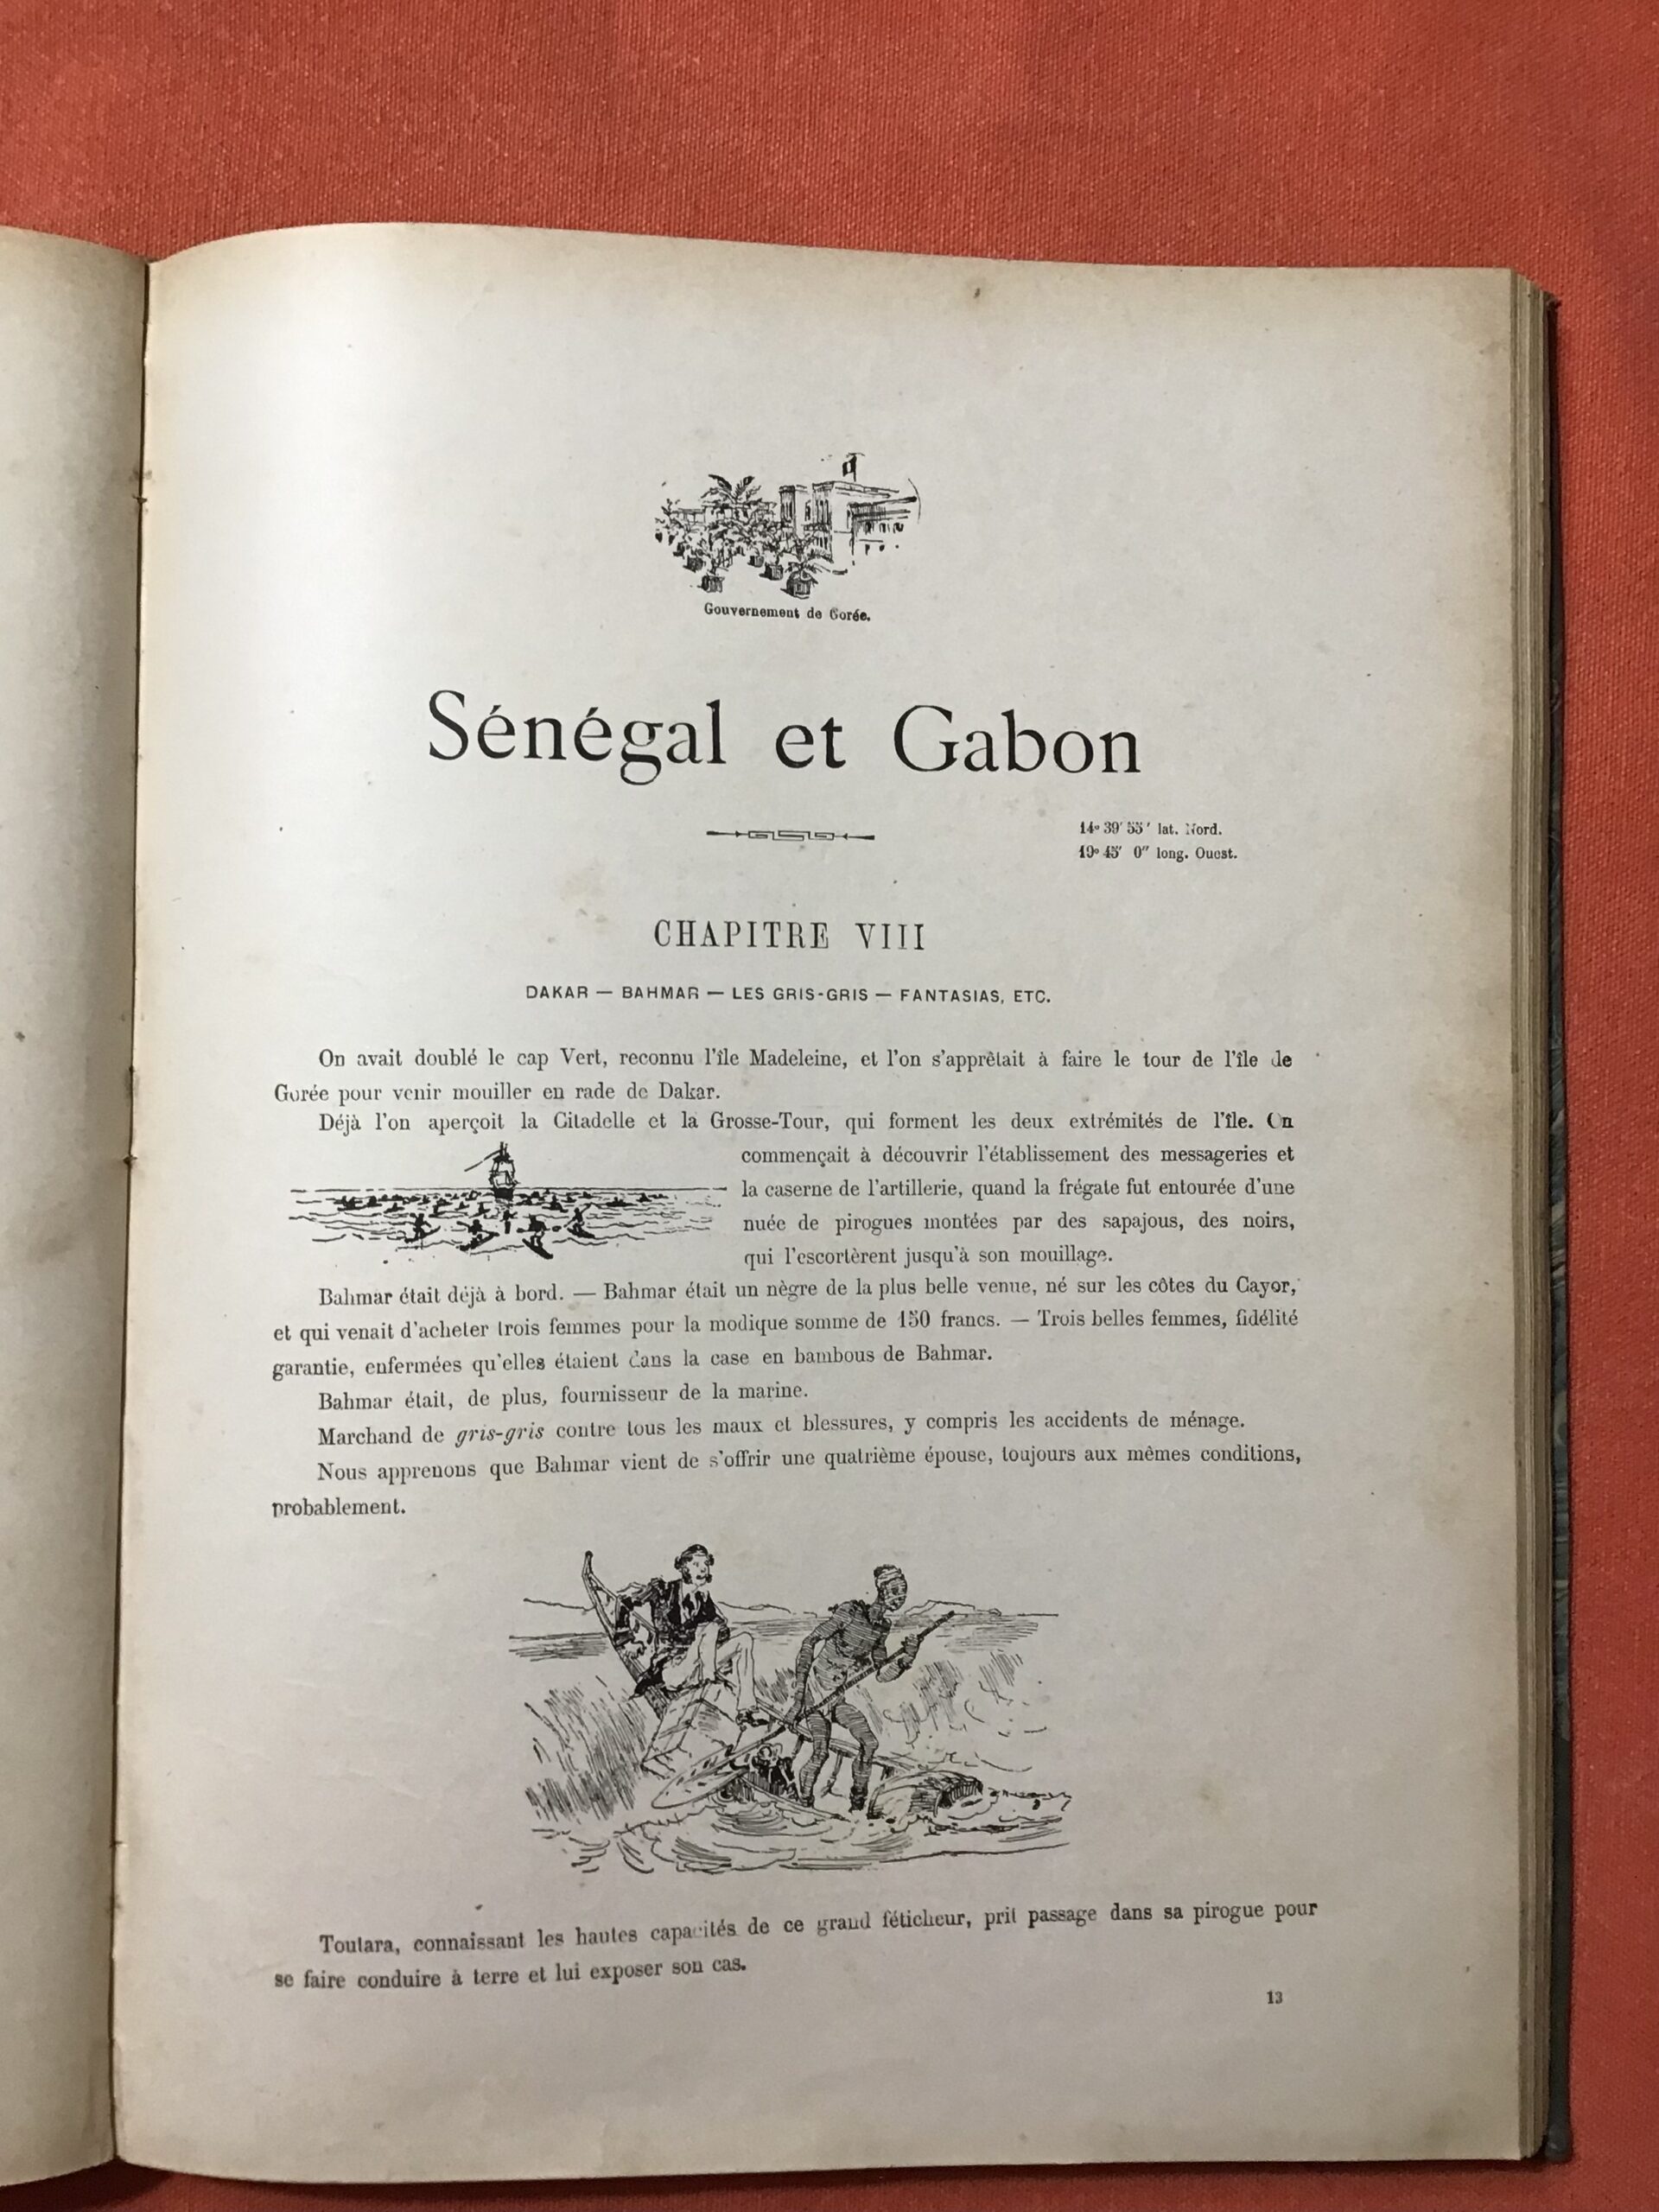 Gouvernement de Gorée.
Sénégal et Gabon
14° 39' 55' lat. Nord.
19° 45' 0" long. Ouest.
CHAPITRE VIII
DAKAR — BAHMAR — LES GRIS-GRIS — FANTASIAS, ETC.
On avait doublé le cap Vert, reconnu l'île Madeleine, et l'on s'apprêtait à faire le tour de l'île de
Gorée pour venir mouiller en rade de Dakar.
Déjà l'on aperçoit la Citadelle et la Grosse-Tour, qui forment les deux extrémités de l'île. On
commençait à découvrir l'établissement des messageries et
la caserne de l'artillerie, quand la frégate fut entourée d'une
nuée de pirogues montées par des sapajous, des noirs,
qui l'escortèrent jusqu'à son mouillage.
Bahmar était déjà à bord. — Bahmar était un nègre de la plus belle venue, né sur les côtes du Cayor,
et qui venait d'acheter trois femmes pour la modique somme de 150 francs. — Trois belles femmes, fidélité
garantie, enfermées qu'elles étaient dans la case en bambous de Bahmar.
Bahmar était, de plus, fournisseur de la marine.
Marchand de gris-gris contre tous les maux et blessures, y compris les accidents de ménage.
Nous apprenons que Bahmar vient de s'offrir une quatrième épouse, toujours aux mêmes conditions,
probablement.
Toutara, connaissant les hautes capacités de ce grand féticheur, prit passage dans sa pirogue pour
se faire conduire à terre et lui exposer son cas.
13